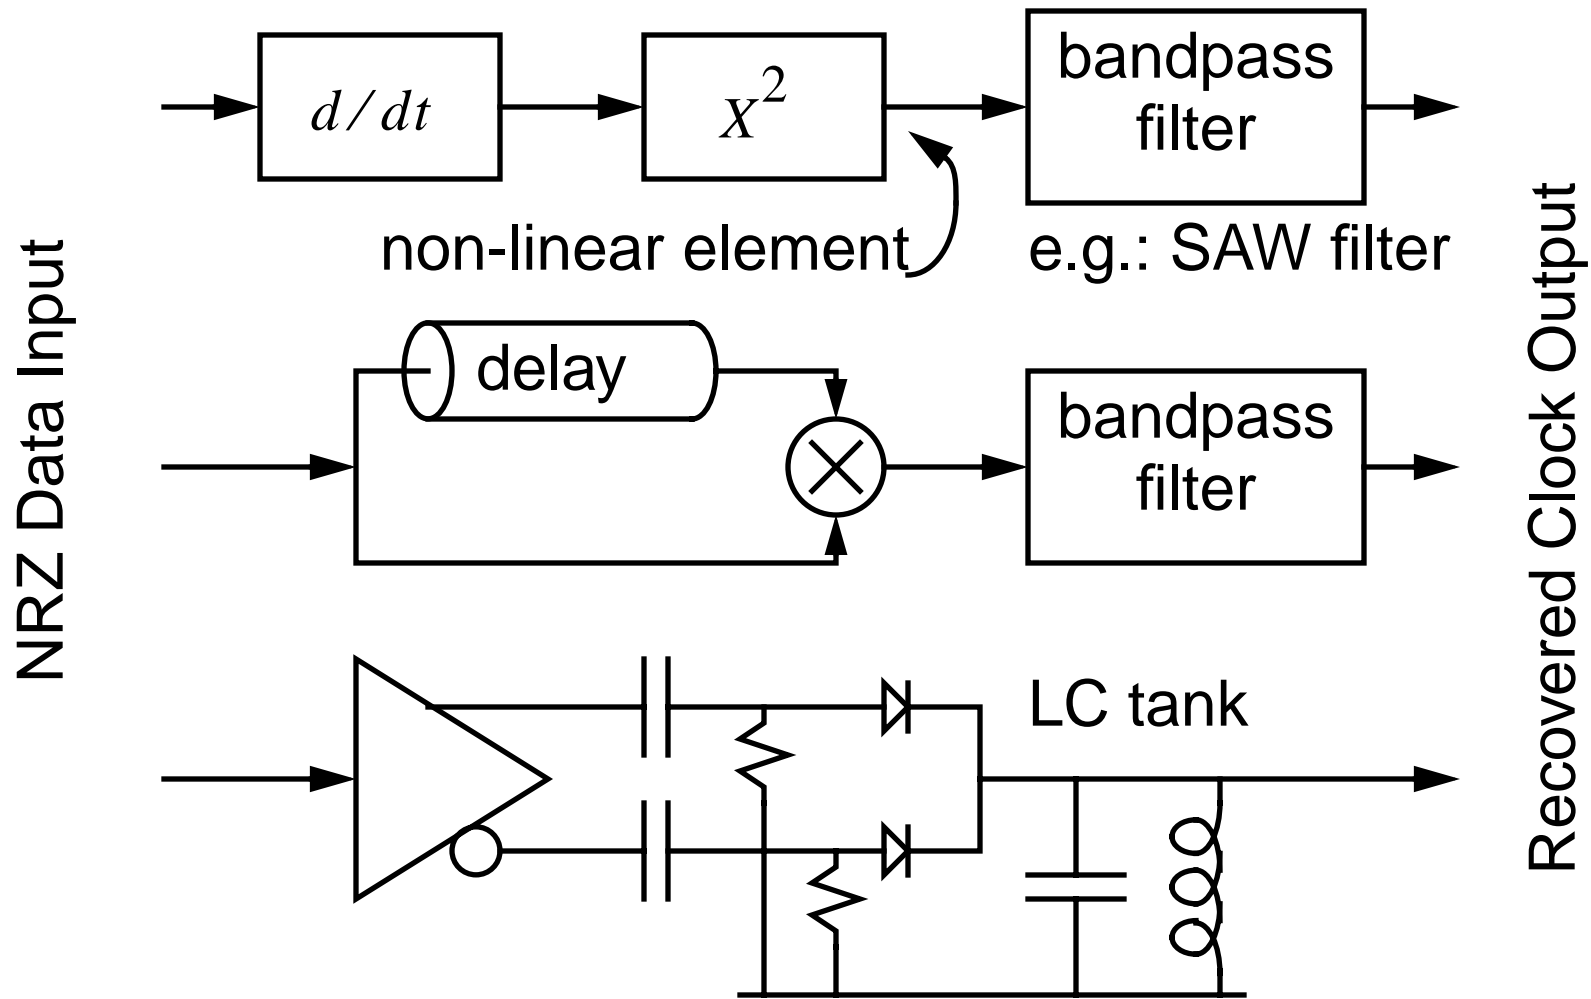 d/dt
X²
bandpass
filter
non-linear element
e.g.: SAW filter
delay
bandpass
filter
LC tank
NRZ Data Input
Recovered Clock Output